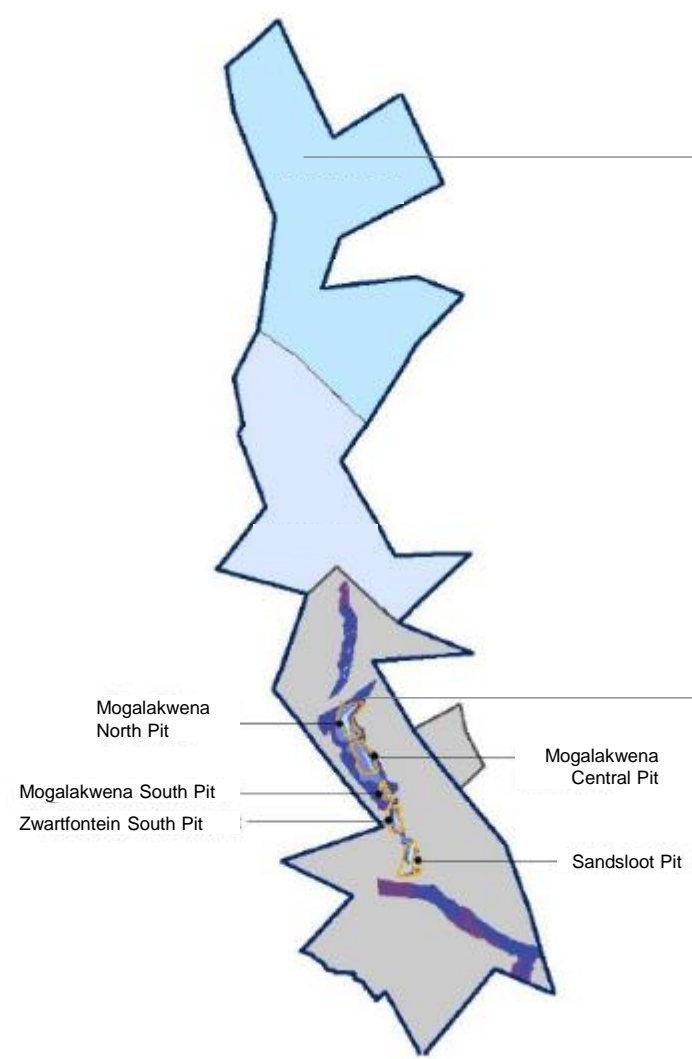 Mogalakwena
North Pit
Mogalakwena
Central Pit
Mogalakwena South Pit
Zwartfontein South Pit
Sandsloot Pit